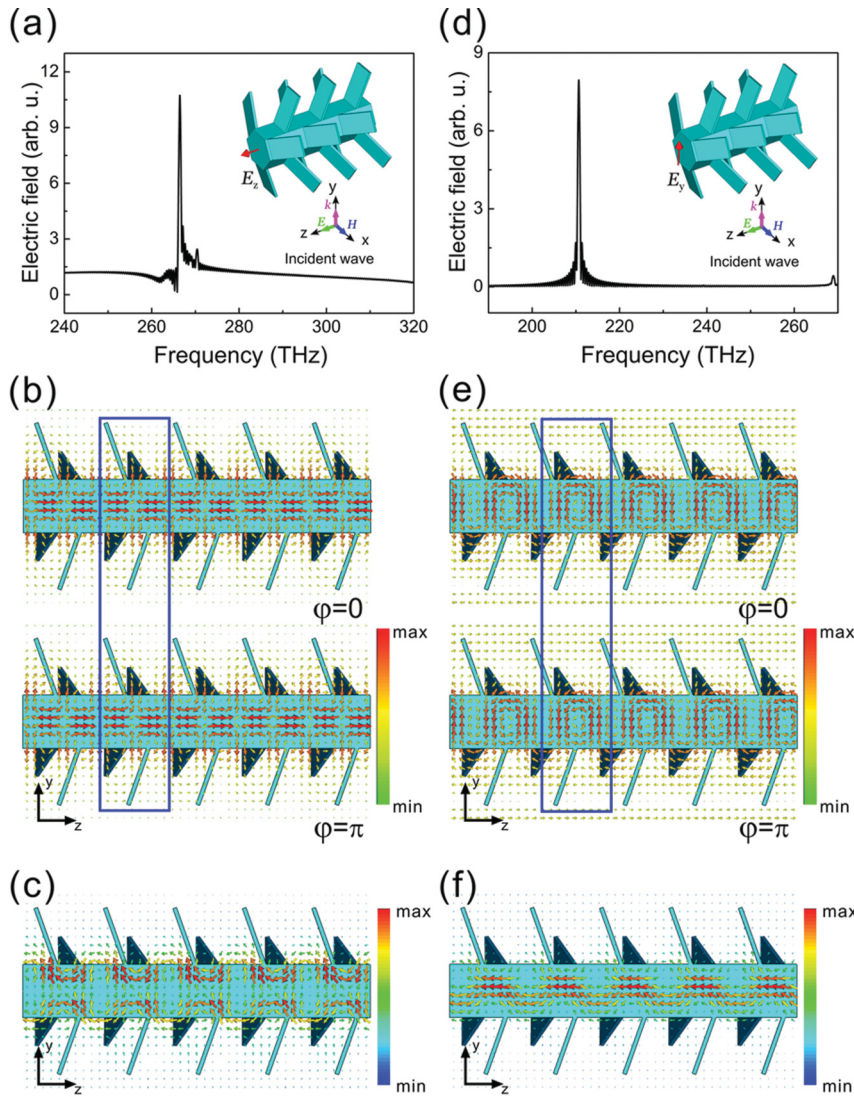 (a)
Electric field (arb. u.)
12
9
6
3
0
240 260 280 300 320
Frequency (THz)
E_z
y
k
z E H x
Incident wave
(d)
Electric field (arb. u.)
9
6
3
0
200 220 240 260
Frequency (THz)
E_y
y
k
z E H x
Incident wave
(b)
φ=0
max
min
φ=π
y
z
(e)
φ=0
max
min
φ=π
y
z
(c)
max
min
y
z
(f)
max
min
y
z